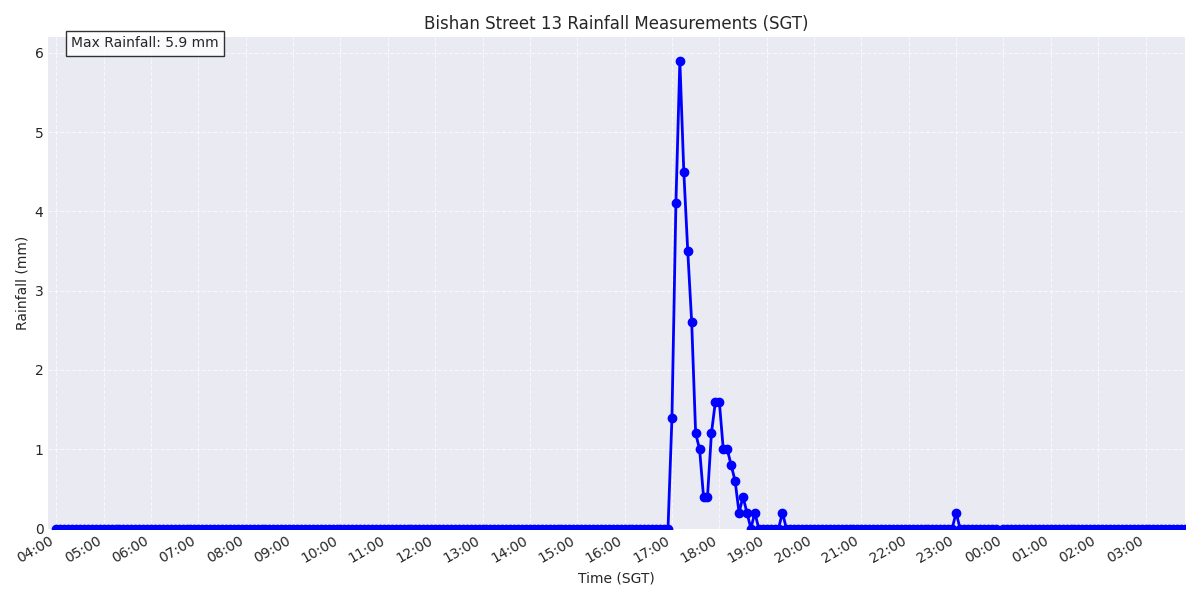 Bishan Street 13 Rainfall Measurements (SGT)
Max Rainfall: 5.9 mm
6
5
4
3
2
1
0
Rainfall (mm)
04:00 05:00 06:00 07:00 08:00 09:00 10:00 11:00 12:00 13:00 14:00 15:00 16:00 17:00 18:00 19:00 20:00 21:00 22:00 23:00 00:00 01:00 02:00 03:00
Time (SGT)